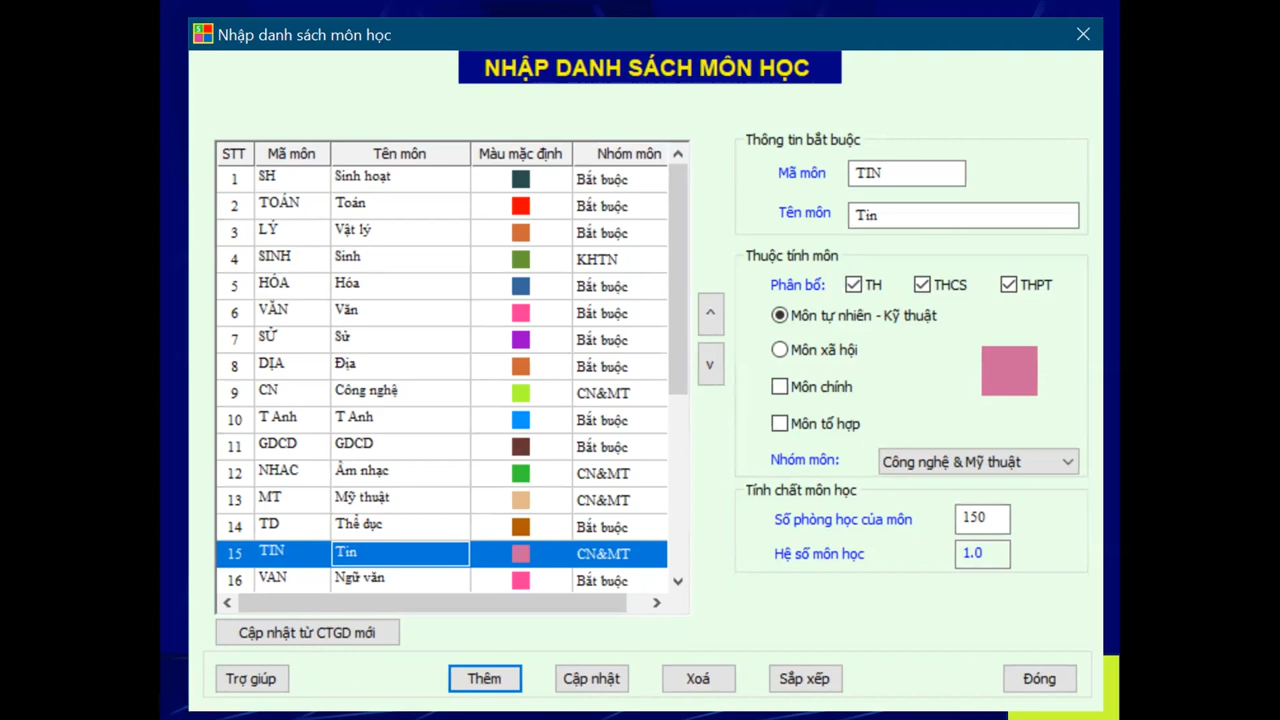 Nhập danh sách môn học
NHẬP DANH SÁCH MÔN HỌC
STT Mã môn Tên môn Màu mặc định Nhóm môn
1 SH Sinh hoạt Bắt buộc
2 TOÁN Toán Bắt buộc
3 LÝ Vật lý Bắt buộc
4 SINH Sinh KHTN
5 HÓA Hóa Bắt buộc
6 VĂN Văn Bắt buộc
7 SỬ Sử Bắt buộc
8 DỊA Địa Bắt buộc
9 CN Công nghệ CN&MT
10 T Anh T Anh Bắt buộc
11 GDCD GDCD Bắt buộc
12 NHAC Âm nhạc CN&MT
13 MT Mỹ thuật CN&MT
14 TD Thể dục Bắt buộc
15 TIN Tin CN&MT
16 VAN Ngữ văn Bắt buộc
Cập nhật từ CTGD mới
^
v
Thông tin bắt buộc
Mã môn TIN
Tên môn Tin
Thuộc tính môn
Phân bổ: TH THCS THPT
Môn tự nhiên - Kỹ thuật
Môn xã hội
Môn chính
Môn tổ hợp
Nhóm môn: Công nghệ & Mỹ thuật
Tính chất môn học
Số phòng học của môn 150
Hệ số môn học 1.0
Trợ giúp Thêm Cập nhật Xoá Sắp xếp Đóng